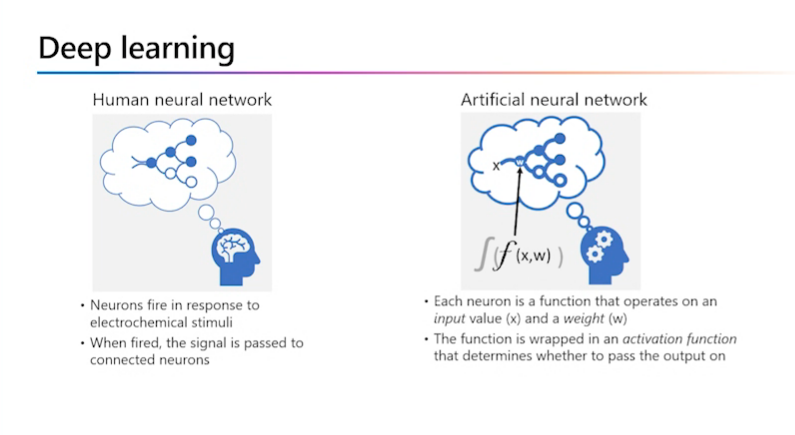 Deep learning
Human neural network
• Neurons fire in response to
electrochemical stimuli
• When fired, the signal is passed to
connected neurons
Artificial neural network
x
w
∫(f(x,w))
• Each neuron is a function that operates on an
input value (x) and a weight (w)
• The function is wrapped in an activation function
that determines whether to pass the output on